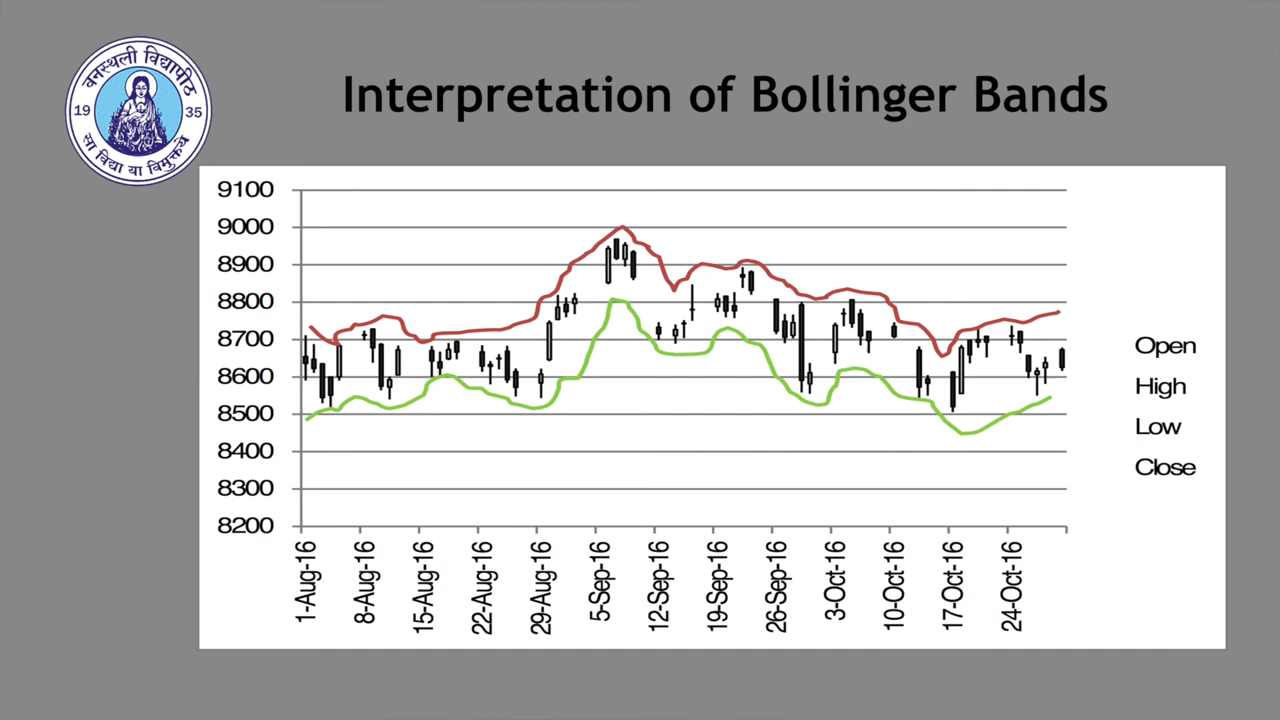 वनस्थली विद्यापीठ
19 35
सा विद्या या विमुक्तये
Interpretation of Bollinger Bands
9100
9000
8900
8800
8700
8600
8500
8400
8300
8200
1-Aug-16
8-Aug-16
15-Aug-16
22-Aug-16
29-Aug-16
5-Sep-16
12-Sep-16
19-Sep-16
26-Sep-16
3-Oct-16
10-Oct-16
17-Oct-16
24-Oct-16
Open
High
Low
Close